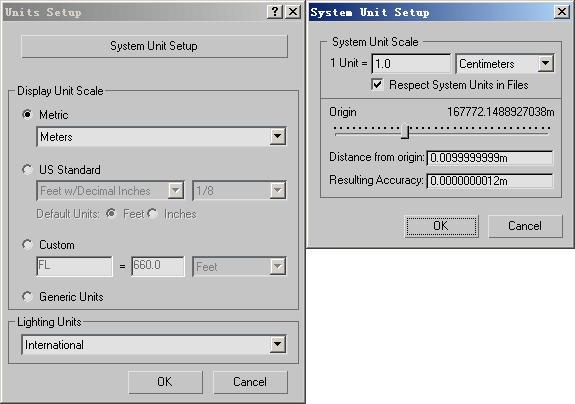 Units Setup
System Unit Setup
Display Unit Scale
Metric
Meters
US Standard
Feet w/Decimal Inches 1/8
Default Units: Feet Inches
Custom
FL = 660.0 Feet
Generic Units
Lighting Units
International
OK Cancel
System Unit Setup
System Unit Scale
1 Unit = 1.0 Centimeters
Respect System Units in Files
Origin 167772.1488927038m
Distance from origin: 0.0099999999m
Resulting Accuracy: 0.0000000012m
OK Cancel